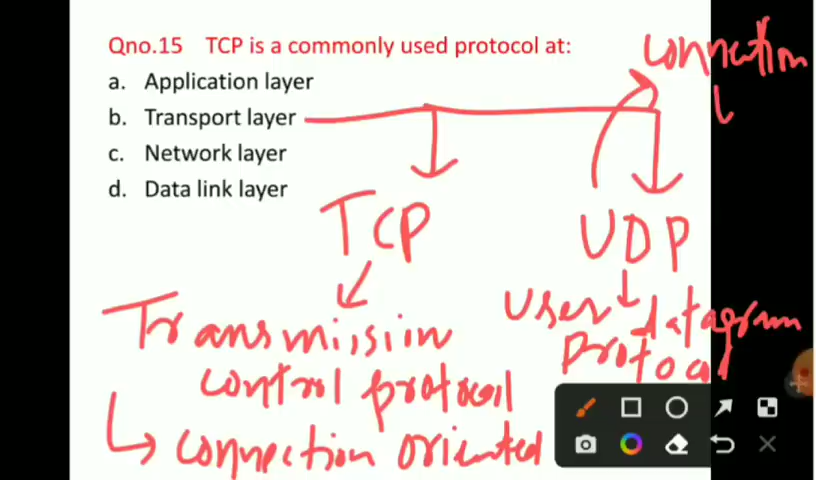 Qno.15 TCP is a commonly used protocol at:
a. Application layer
b. Transport layer
c. Network layer
d. Data link layer
Connection
L
TCP
UDP
Transmission
control protocol
User datagram
protocol
connection oriented